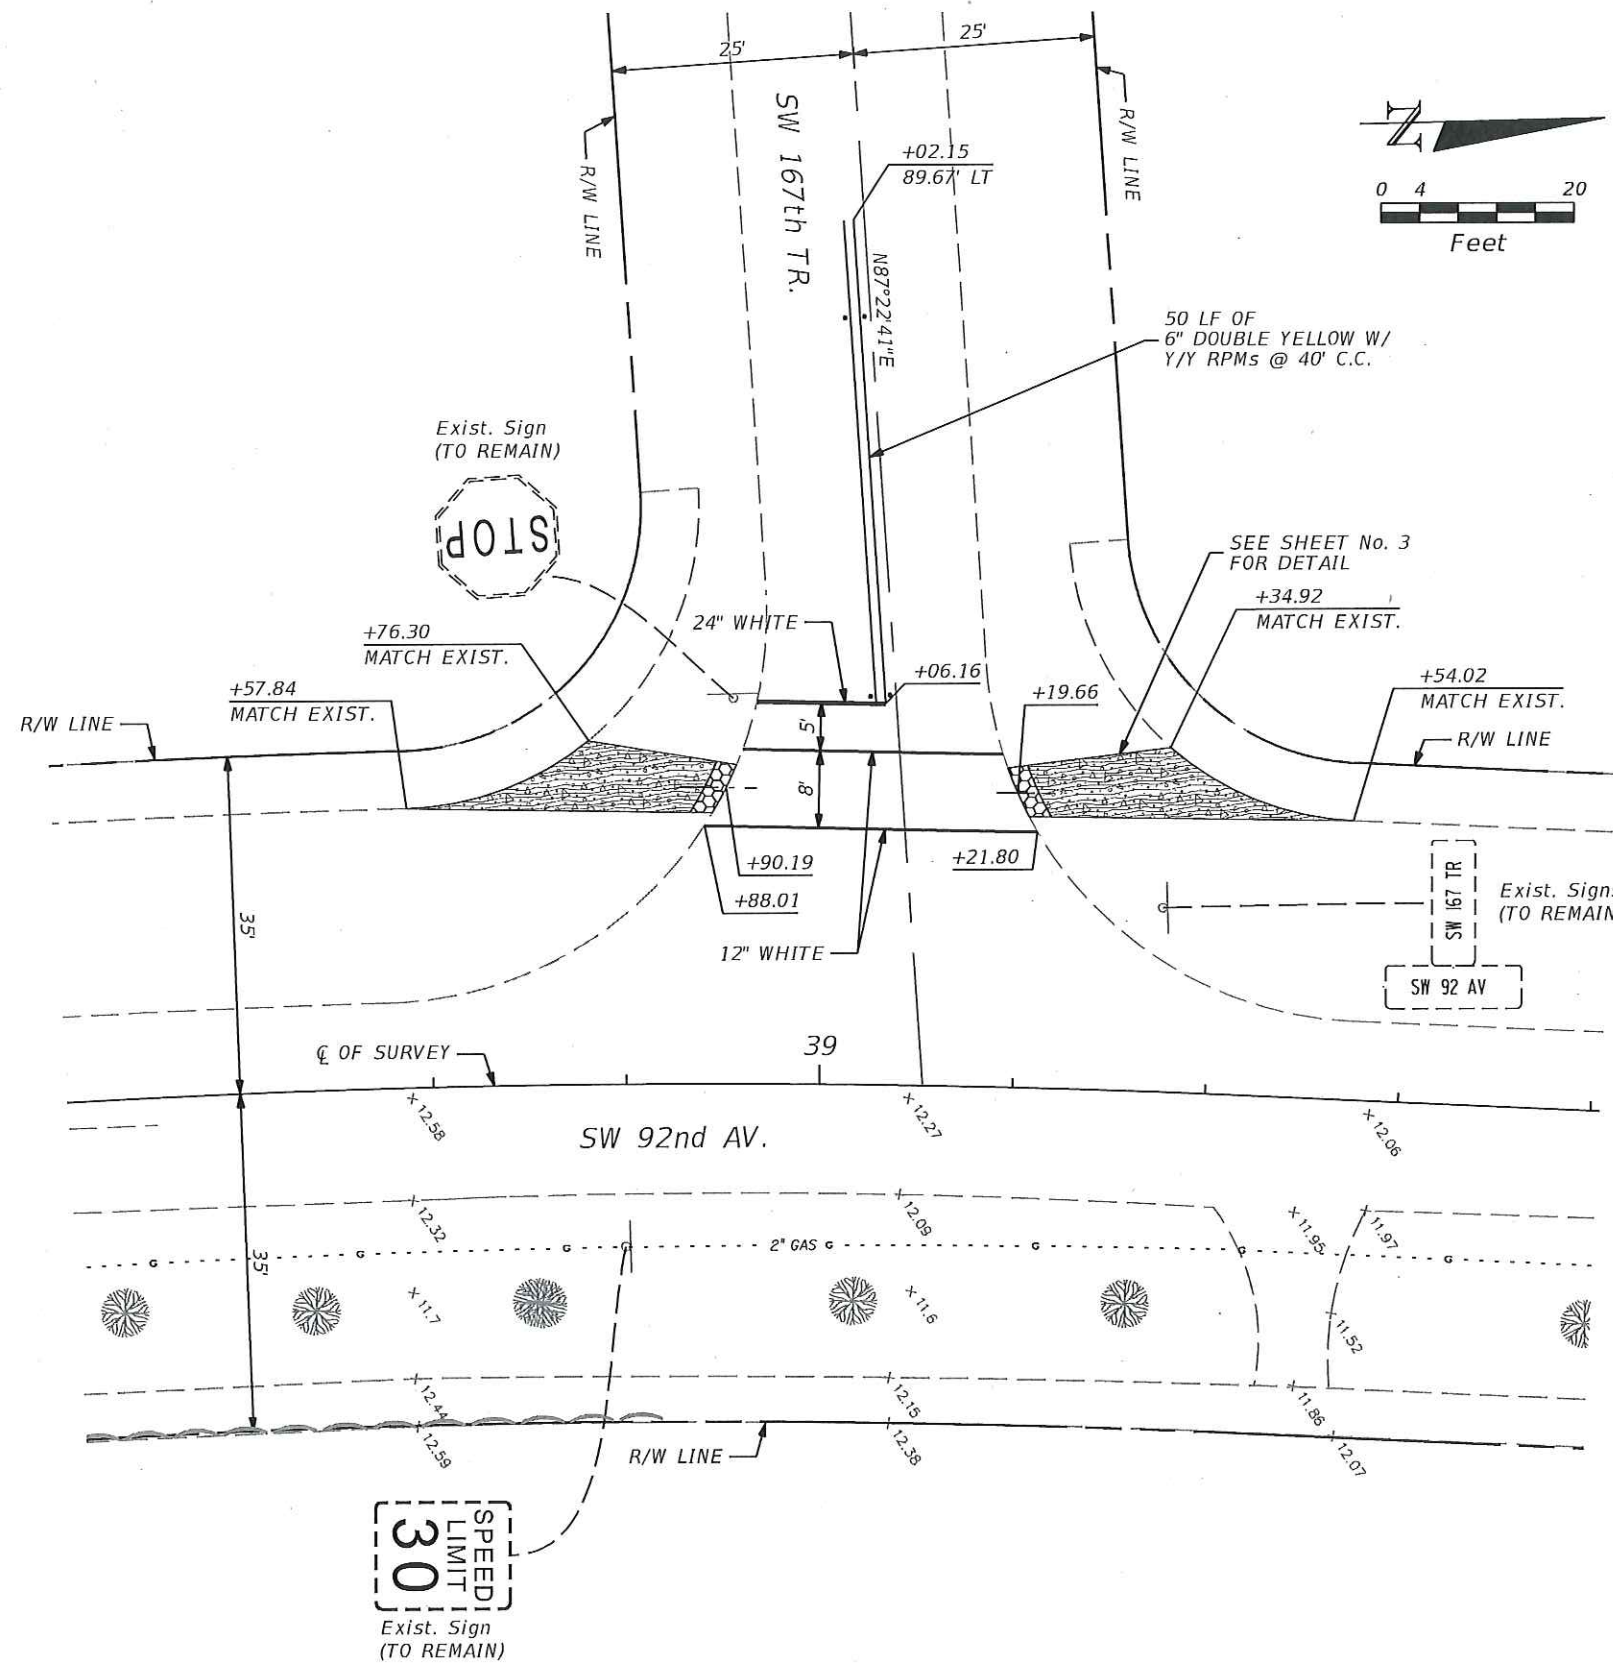 25'
25'
SW 167th TR.
R/W LINE
R/W LINE
+02.15
89.67' LT
N87°22'41"E
N
0 4 20
Feet
50 LF OF
6" DOUBLE YELLOW W/
Y/Y RPMs @ 40' C.C.
Exist. Sign
(TO REMAIN)
STOP
SEE SHEET No. 3
FOR DETAIL
+34.92
MATCH EXIST.
24" WHITE
+76.30
MATCH EXIST.
+06.16
+57.84
MATCH EXIST.
+19.66
+54.02
MATCH EXIST.
R/W LINE
R/W LINE
5'
8'
+90.19
+21.80
+88.01
12" WHITE
35'
SW 167 TR
Exist. Signs
(TO REMAIN
SW 92 AV
℄ OF SURVEY
39
12.58
12.27
12.06
SW 92nd AV.
12.32
12.09
11.95
11.97
35'
G G G 2" GAS G G G G
11.7
11.6
11.52
12.44
12.15
11.86
12.59
12.38
12.07
R/W LINE
SPEED
LIMIT
30
Exist. Sign
(TO REMAIN)